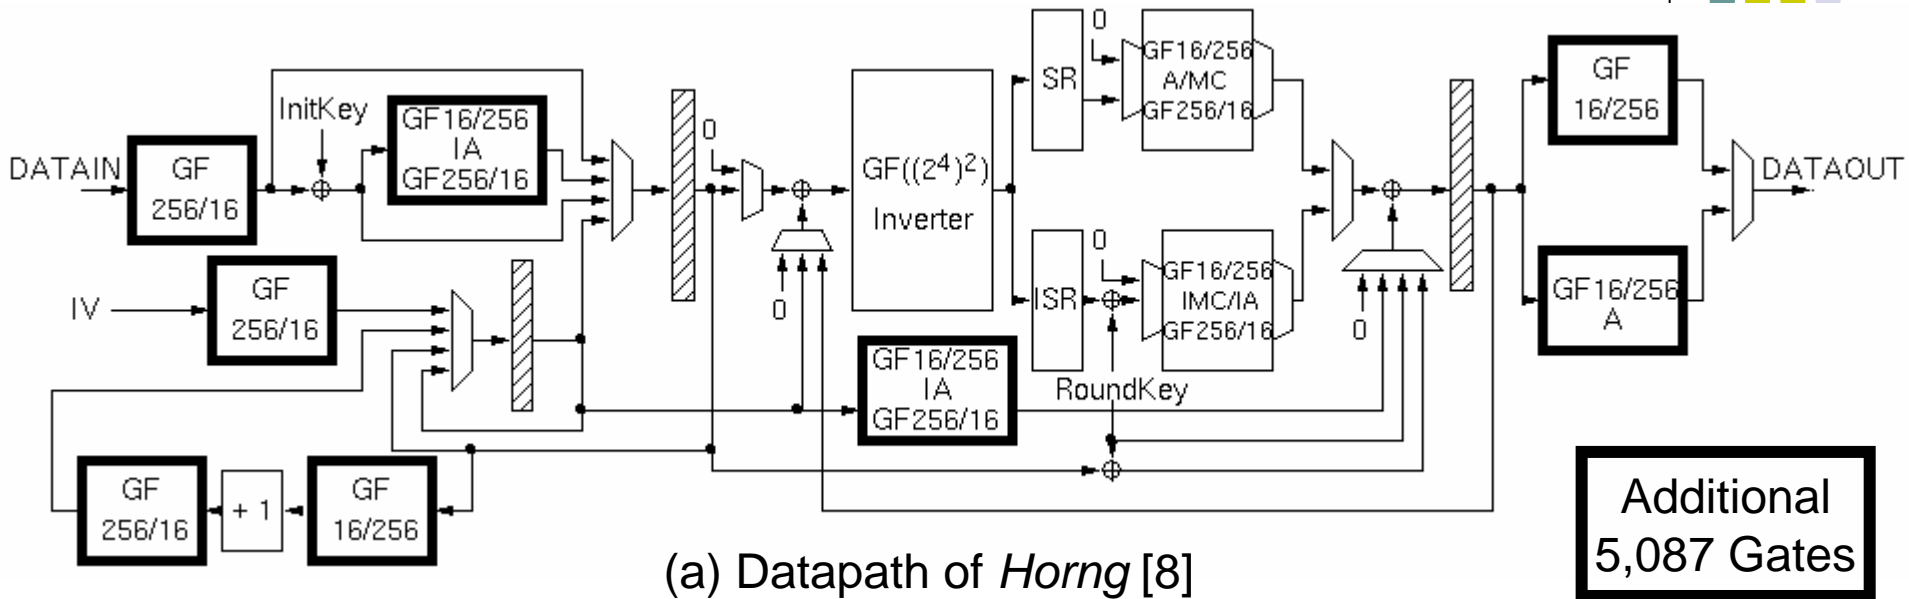 DATAIN
GF
256/16
InitKey
GF16/256
IA
GF256/16
IV
GF
256/16
GF
256/16
+ 1
GF
16/256
0
0
GF((2⁴)²)
Inverter
GF16/256
IA
GF256/16
SR
0
GF16/256
A/MC
GF256/16
ISR
0
GF16/256
IMC/IA
GF256/16
RoundKey
0
GF
16/256
GF16/256
A
DATAOUT
Additional
5,087 Gates
(a) Datapath of Horng [8]